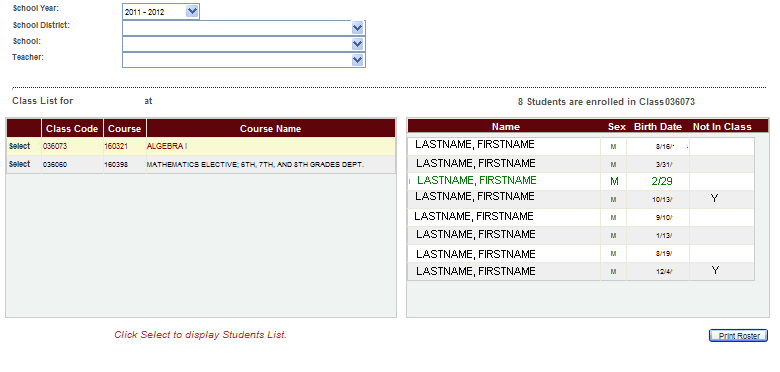 School Year: 2011 - 2012
School District:
School:
Teacher:
Class List for at
8 Students are enrolled in Class036073
Class Code Course Course Name
Select 036073 160321 ALGEBRA I
Select 036060 160398 MATHEMATICS ELECTIVE; 6TH, 7TH, AND 8TH GRADES DEPT.
Name Sex Birth Date Not In Class
LASTNAME, FIRSTNAME M 8/16/
LASTNAME, FIRSTNAME M 3/31/
LASTNAME, FIRSTNAME M 2/29
LASTNAME, FIRSTNAME M 10/13/ Y
LASTNAME, FIRSTNAME M 9/10/
LASTNAME, FIRSTNAME M 1/13/
LASTNAME, FIRSTNAME M 8/19/
LASTNAME, FIRSTNAME M 12/4/ Y
Click Select to display Students List.
Print Roster